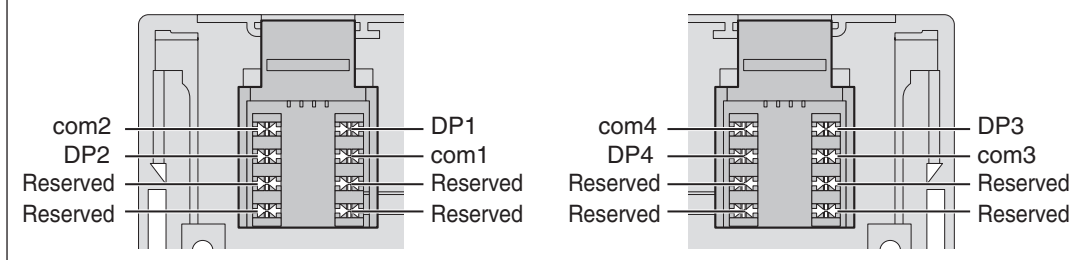 com2 DP1 com4 DP3
DP2 com1 DP4 com3
Reserved Reserved Reserved Reserved
Reserved Reserved Reserved Reserved